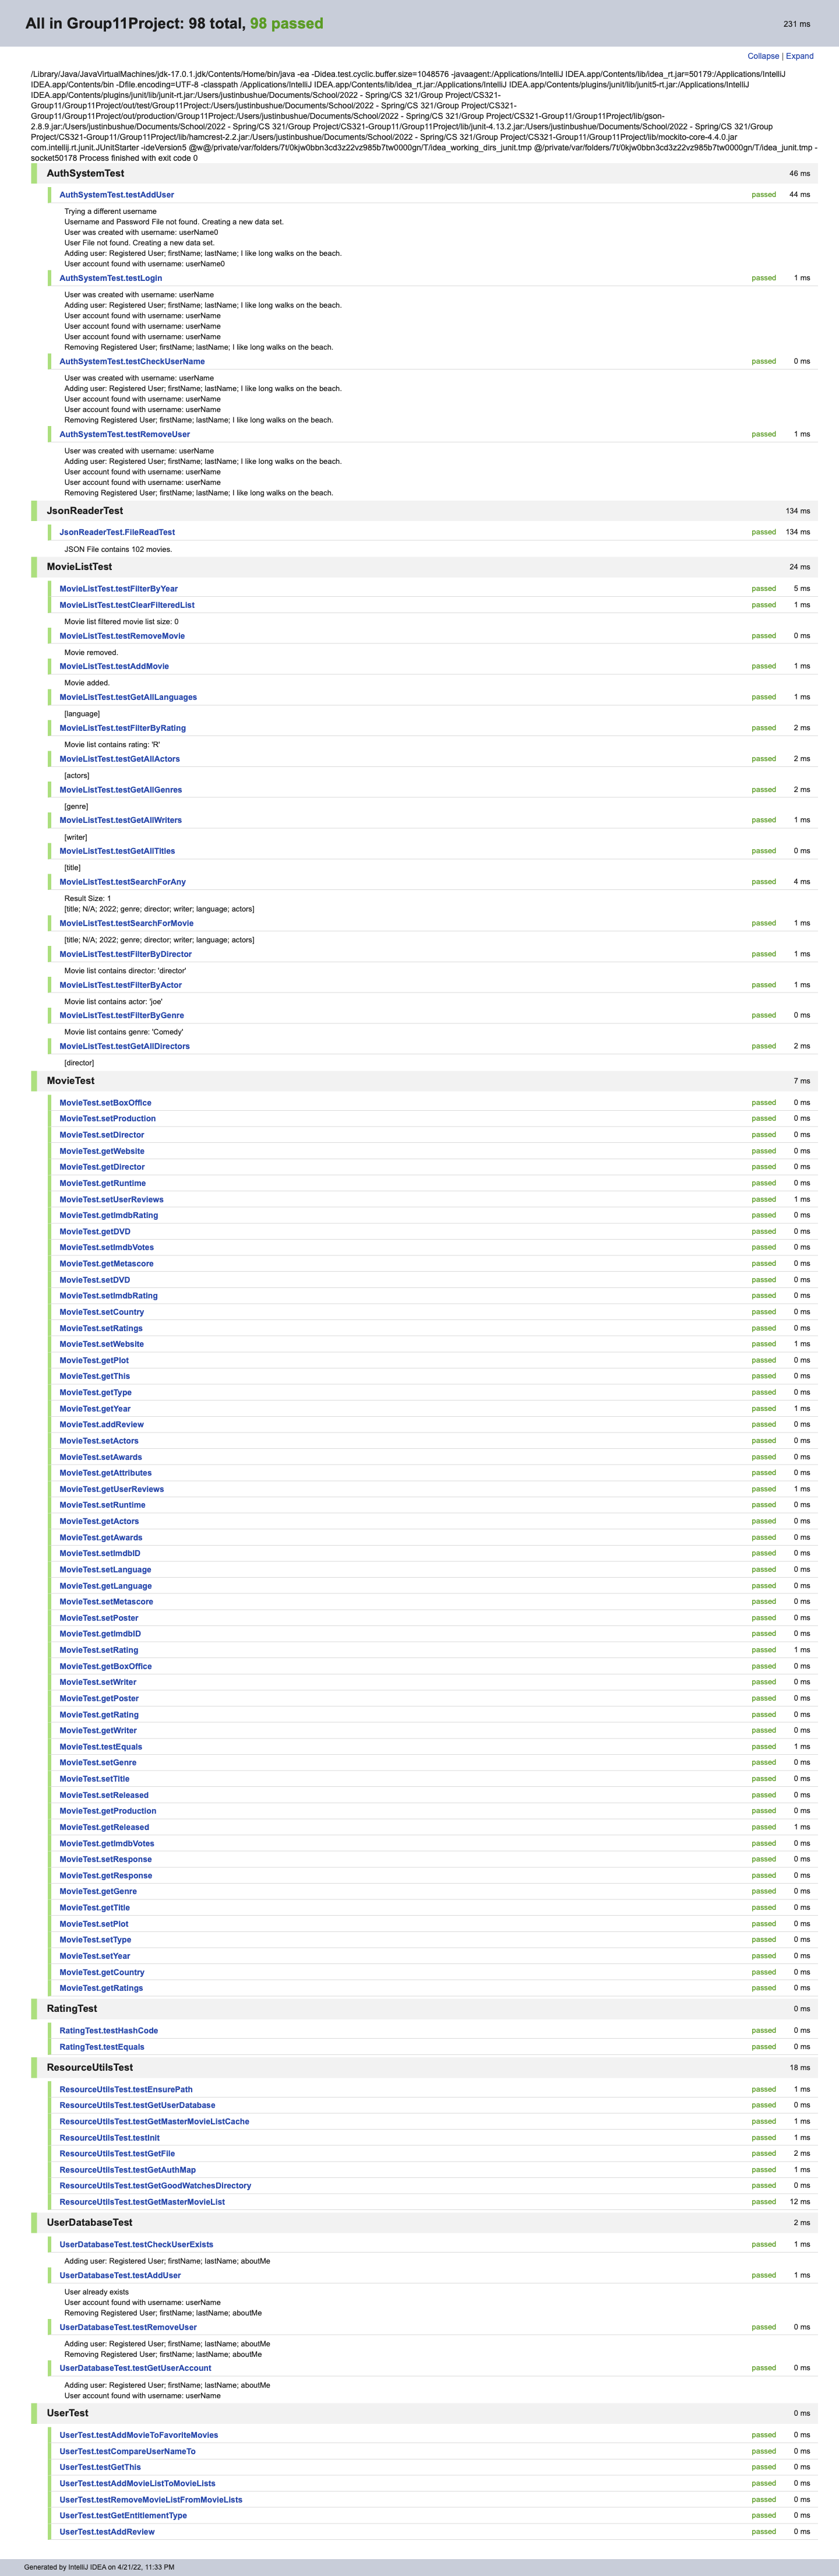 All in Group11Project: 98 total, 98 passed
231 ms
Collapse | Expand
/Library/Java/JavaVirtualMachines/jdk-17.0.1.jdk/Contents/Home/bin/java -ea -Didea.test.cyclic.buffer.size=1048576 -javaagent:/Applications/IntelliJ IDEA.app/Contents/lib/idea_rt.jar=50179:/Applications/IntelliJ
IDEA.app/Contents/bin -Dfile.encoding=UTF-8 -classpath /Applications/IntelliJ IDEA.app/Contents/lib/idea_rt.jar:/Applications/IntelliJ IDEA.app/Contents/plugins/junit/lib/junit5-rt.jar:/Applications/IntelliJ
IDEA.app/Contents/plugins/junit/lib/junit-rt.jar:/Users/justinbushue/Documents/School/2022 - Spring/CS 321/Group Project/CS321-
Group11/Group11Project/out/test/Group11Project:/Users/justinbushue/Documents/School/2022 - Spring/CS 321/Group Project/CS321-
Group11/Group11Project/out/production/Group11Project:/Users/justinbushue/Documents/School/2022 - Spring/CS 321/Group Project/CS321-Group11/Group11Project/lib/gson-
2.8.9.jar:/Users/justinbushue/Documents/School/2022 - Spring/CS 321/Group Project/CS321-Group11/Group11Project/lib/junit-4.13.2.jar:/Users/justinbushue/Documents/School/2022 - Spring/CS 321/Group
Project/CS321-Group11/Group11Project/lib/hamcrest-2.2.jar:/Users/justinbushue/Documents/School/2022 - Spring/CS 321/Group Project/CS321-Group11/Group11Project/lib/mockito-core-4.4.0.jar
com.intellij.rt.junit.JUnitStarter -ideVersion5 @w@/private/var/folders/7t/0kjw0bbn3cd3z22vz985b7tw0000gn/T/idea_working_dirs_junit.tmp @/private/var/folders/7t/0kjw0bbn3cd3z22vz985b7tw0000gn/T/idea_junit.tmp -
socket50178 Process finished with exit code 0
AuthSystemTest 46 ms
AuthSystemTest.testAddUser passed 44 ms
Trying a different username
Username and Password File not found. Creating a new data set.
User was created with username: userName0
User File not found. Creating a new data set.
Adding user: Registered User; firstName; lastName; I like long walks on the beach.
User account found with username: userName0
AuthSystemTest.testLogin passed 1 ms
User was created with username: userName
Adding user: Registered User; firstName; lastName; I like long walks on the beach.
User account found with username: userName
User account found with username: userName
User account found with username: userName
Removing Registered User; firstName; lastName; I like long walks on the beach.
AuthSystemTest.testCheckUserName passed 0 ms
User was created with username: userName
Adding user: Registered User; firstName; lastName; I like long walks on the beach.
User account found with username: userName
User account found with username: userName
Removing Registered User; firstName; lastName; I like long walks on the beach.
AuthSystemTest.testRemoveUser passed 1 ms
User was created with username: userName
Adding user: Registered User; firstName; lastName; I like long walks on the beach.
User account found with username: userName
User account found with username: userName
Removing Registered User; firstName; lastName; I like long walks on the beach.
JsonReaderTest 134 ms
JsonReaderTest.FileReadTest passed 134 ms
JSON File contains 102 movies.
MovieListTest 24 ms
MovieListTest.testFilterByYear passed 5 ms
MovieListTest.testClearFilteredList passed 1 ms
Movie list filtered movie list size: 0
MovieListTest.testRemoveMovie passed 0 ms
Movie removed.
MovieListTest.testAddMovie passed 1 ms
Movie added.
MovieListTest.testGetAllLanguages passed 1 ms
[language]
MovieListTest.testFilterByRating passed 2 ms
Movie list contains rating: 'R'
MovieListTest.testGetAllActors passed 2 ms
[actors]
MovieListTest.testGetAllGenres passed 2 ms
[genre]
MovieListTest.testGetAllWriters passed 1 ms
[writer]
MovieListTest.testGetAllTitles passed 0 ms
[title]
MovieListTest.testSearchForAny passed 4 ms
Result Size: 1
[title; N/A; 2022; genre; director; writer; language; actors]
MovieListTest.testSearchForMovie passed 1 ms
[title; N/A; 2022; genre; director; writer; language; actors]
MovieListTest.testFilterByDirector passed 1 ms
Movie list contains director: 'director'
MovieListTest.testFilterByActor passed 1 ms
Movie list contains actor: 'joe'
MovieListTest.testFilterByGenre passed 0 ms
Movie list contains genre: 'Comedy'
MovieListTest.testGetAllDirectors passed 2 ms
[director]
MovieTest 7 ms
MovieTest.setBoxOffice passed 0 ms
MovieTest.setProduction passed 0 ms
MovieTest.setDirector passed 0 ms
MovieTest.getWebsite passed 0 ms
MovieTest.getDirector passed 0 ms
MovieTest.getRuntime passed 0 ms
MovieTest.setUserReviews passed 1 ms
MovieTest.getImdbRating passed 0 ms
MovieTest.getDVD passed 0 ms
MovieTest.setImdbVotes passed 0 ms
MovieTest.getMetascore passed 0 ms
MovieTest.setDVD passed 0 ms
MovieTest.setImdbRating passed 0 ms
MovieTest.setCountry passed 0 ms
MovieTest.setRatings passed 0 ms
MovieTest.setWebsite passed 1 ms
MovieTest.getPlot passed 0 ms
MovieTest.getThis passed 0 ms
MovieTest.getType passed 0 ms
MovieTest.getYear passed 1 ms
MovieTest.addReview passed 0 ms
MovieTest.setActors passed 0 ms
MovieTest.setAwards passed 0 ms
MovieTest.getAttributes passed 0 ms
MovieTest.getUserReviews passed 1 ms
MovieTest.setRuntime passed 0 ms
MovieTest.getActors passed 0 ms
MovieTest.getAwards passed 0 ms
MovieTest.setImdbID passed 0 ms
MovieTest.setLanguage passed 0 ms
MovieTest.getLanguage passed 0 ms
MovieTest.setMetascore passed 0 ms
MovieTest.setPoster passed 0 ms
MovieTest.getImdbID passed 0 ms
MovieTest.setRating passed 1 ms
MovieTest.getBoxOffice passed 0 ms
MovieTest.setWriter passed 0 ms
MovieTest.getPoster passed 0 ms
MovieTest.getRating passed 0 ms
MovieTest.getWriter passed 0 ms
MovieTest.testEquals passed 1 ms
MovieTest.setGenre passed 0 ms
MovieTest.setTitle passed 0 ms
MovieTest.setReleased passed 0 ms
MovieTest.getProduction passed 0 ms
MovieTest.getReleased passed 1 ms
MovieTest.getImdbVotes passed 0 ms
MovieTest.setResponse passed 0 ms
MovieTest.getResponse passed 0 ms
MovieTest.getGenre passed 0 ms
MovieTest.getTitle passed 0 ms
MovieTest.setPlot passed 0 ms
MovieTest.setType passed 0 ms
MovieTest.setYear passed 0 ms
MovieTest.getCountry passed 0 ms
MovieTest.getRatings passed 0 ms
RatingTest 0 ms
RatingTest.testHashCode passed 0 ms
RatingTest.testEquals passed 0 ms
ResourceUtilsTest 18 ms
ResourceUtilsTest.testEnsurePath passed 1 ms
ResourceUtilsTest.testGetUserDatabase passed 0 ms
ResourceUtilsTest.testGetMasterMovieListCache passed 1 ms
ResourceUtilsTest.testInit passed 1 ms
ResourceUtilsTest.testGetFile passed 2 ms
ResourceUtilsTest.testGetAuthMap passed 1 ms
ResourceUtilsTest.testGetGoodWatchesDirectory passed 0 ms
ResourceUtilsTest.testGetMasterMovieList passed 12 ms
UserDatabaseTest 2 ms
UserDatabaseTest.testCheckUserExists passed 1 ms
Adding user: Registered User; firstName; lastName; aboutMe
UserDatabaseTest.testAddUser passed 1 ms
User already exists
User account found with username: userName
Removing Registered User; firstName; lastName; aboutMe
UserDatabaseTest.testRemoveUser passed 0 ms
Adding user: Registered User; firstName; lastName; aboutMe
Removing Registered User; firstName; lastName; aboutMe
UserDatabaseTest.testGetUserAccount passed 0 ms
Adding user: Registered User; firstName; lastName; aboutMe
User account found with username: userName
UserTest 0 ms
UserTest.testAddMovieToFavoriteMovies passed 0 ms
UserTest.testCompareUserNameTo passed 0 ms
UserTest.testGetThis passed 0 ms
UserTest.testAddMovieListToMovieLists passed 0 ms
UserTest.testRemoveMovieListFromMovieLists passed 0 ms
UserTest.testGetEntitlementType passed 0 ms
UserTest.testAddReview passed 0 ms
Generated by IntelliJ IDEA on 4/21/22, 11:33 PM